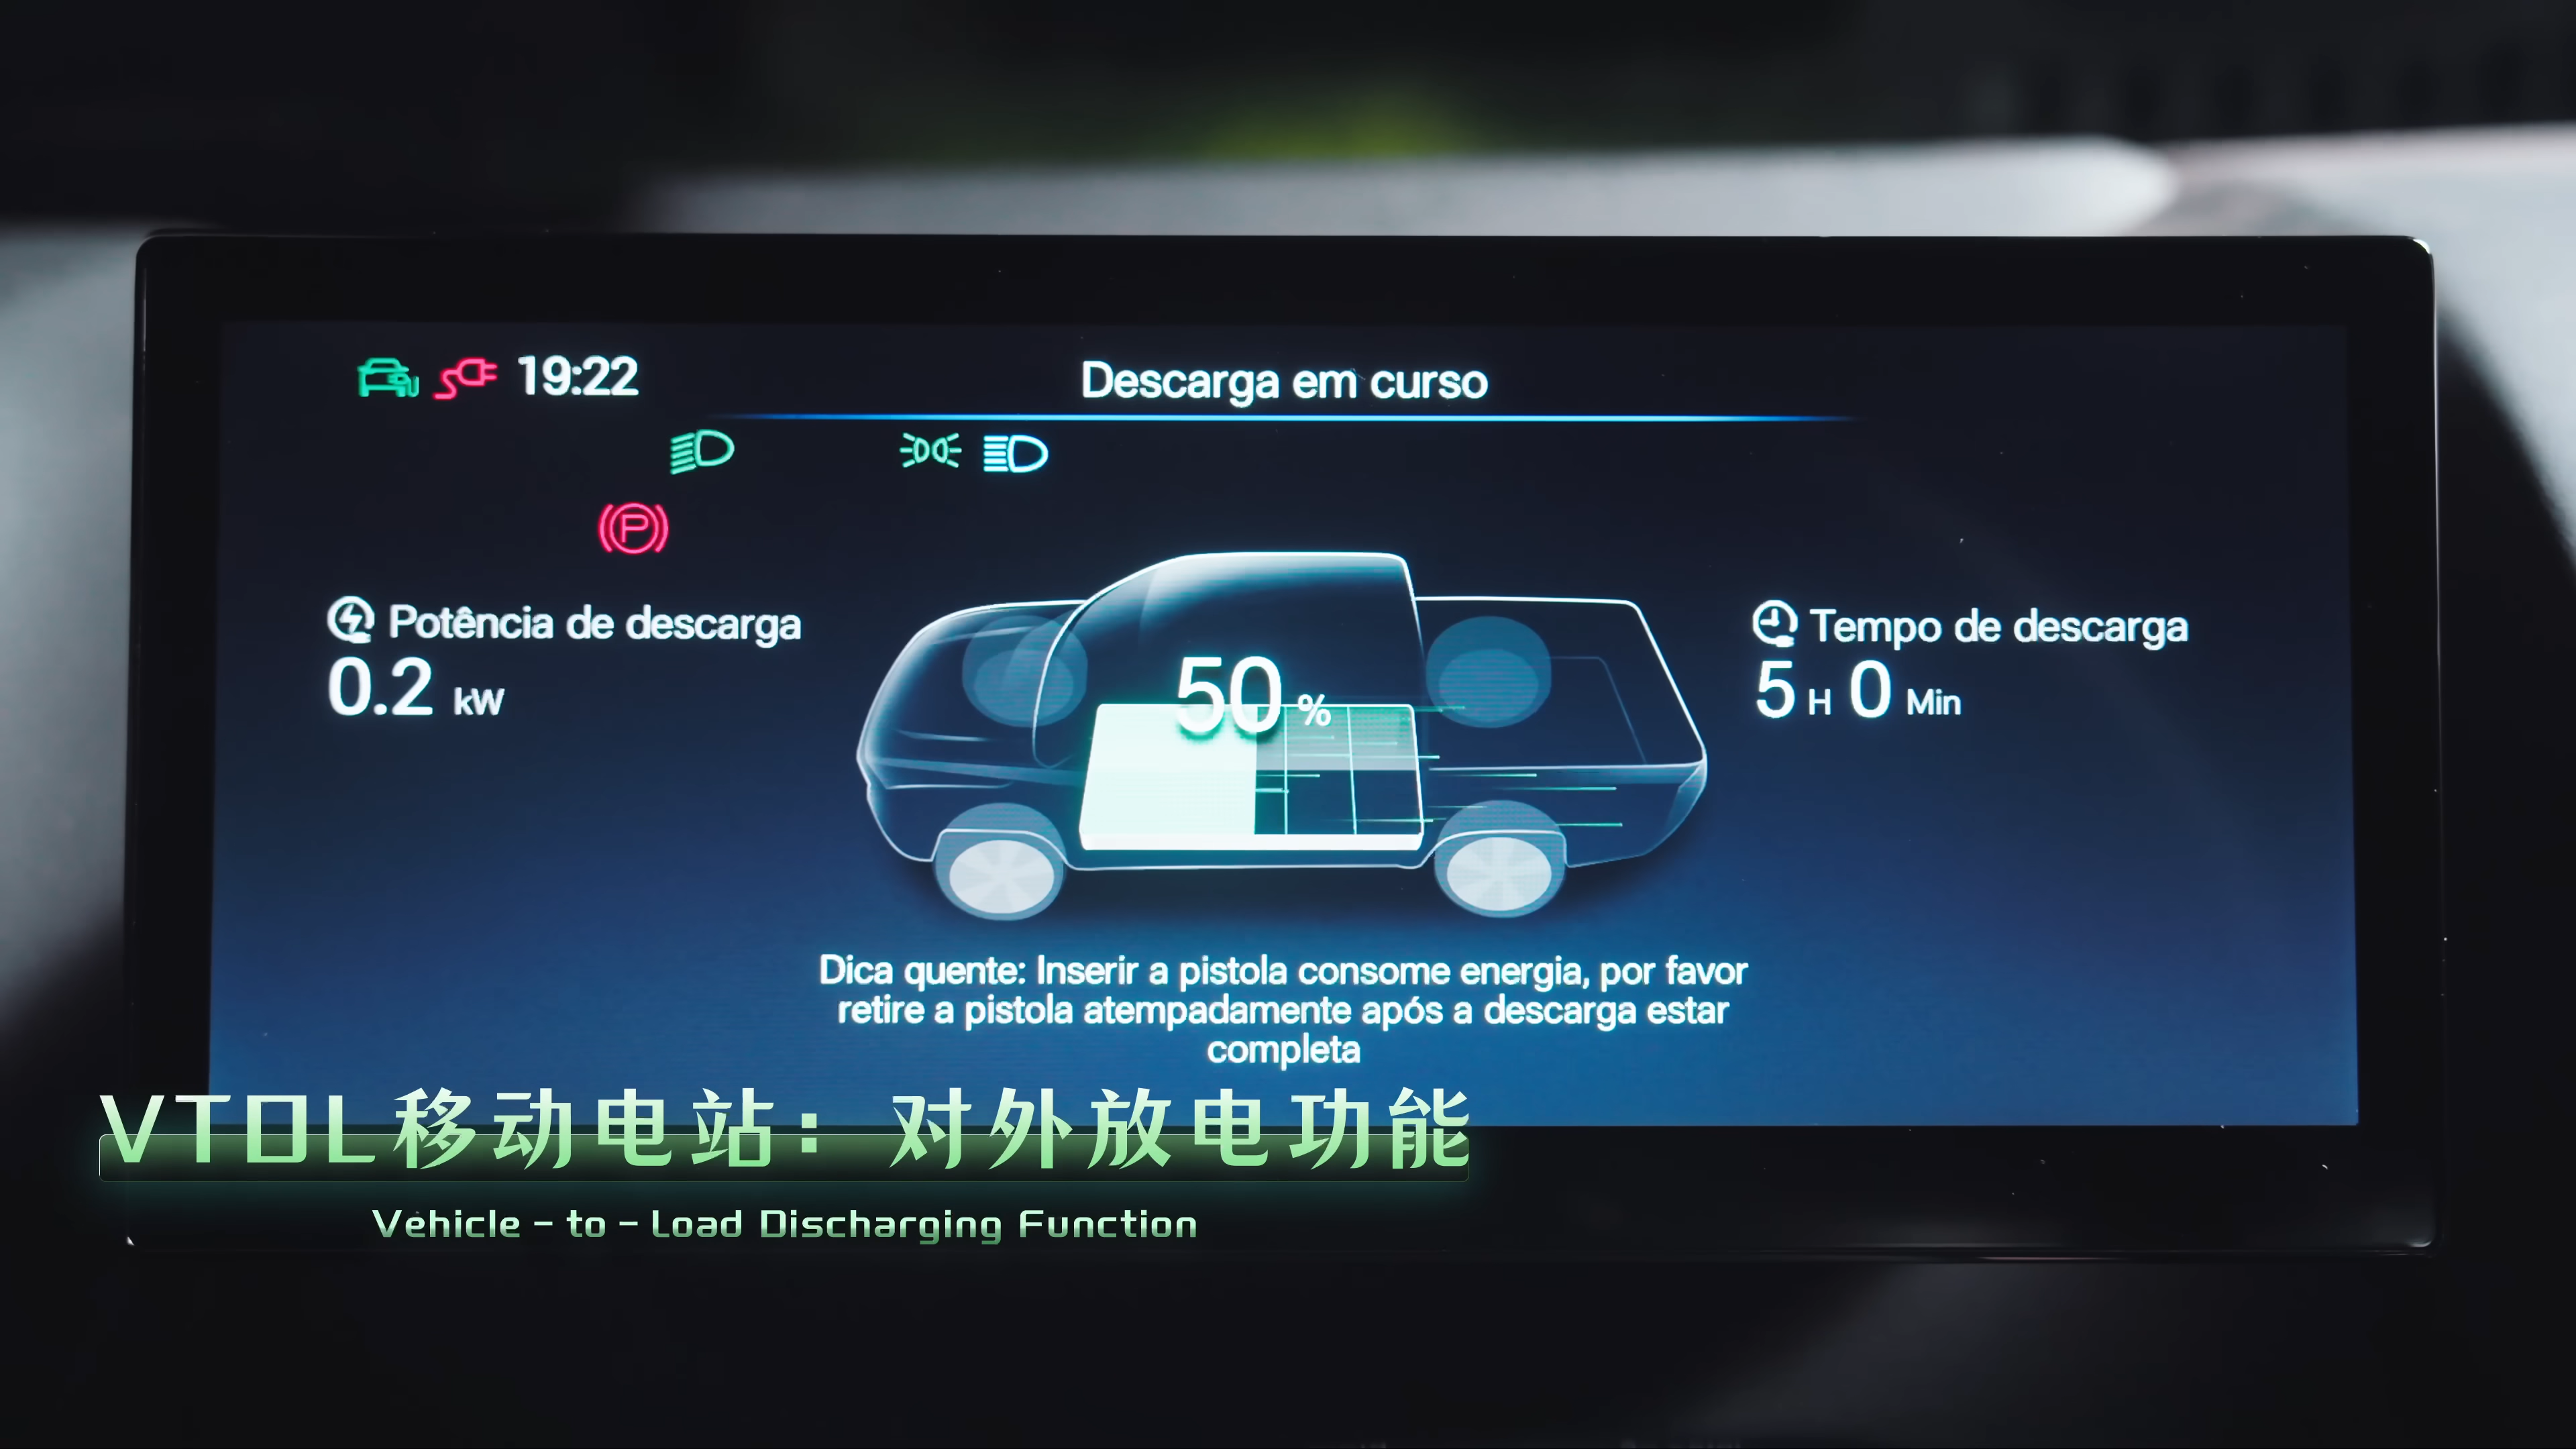 19:22
Descarga em curso
Potência de descarga
0.2 kW
50 %
Tempo de descarga
5 H 0 Min
Dica quente: Inserir a pistola consome energia, por favor
retire a pistola atempadamente após a descarga estar
completa
VTOL移动电站：对外放电功能
Vehicle - to - Load Discharging Function